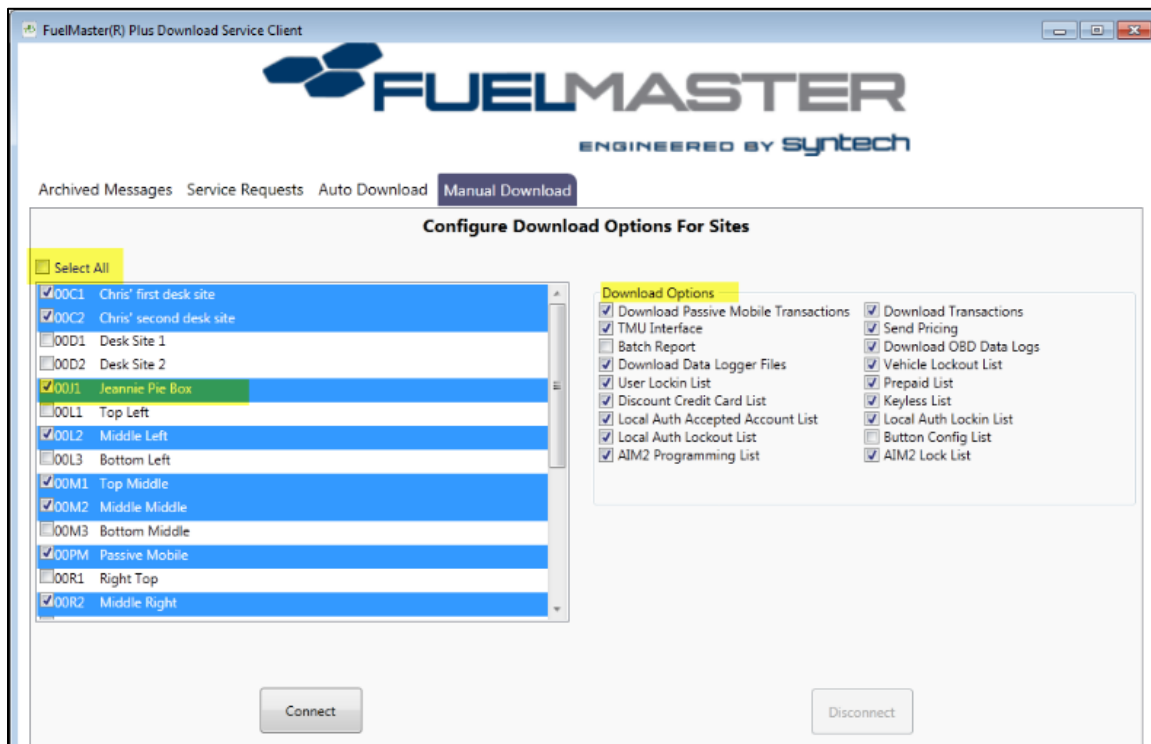 FuelMaster(R) Plus Download Service Client
FUELMASTER
ENGINEERED BY syntech
Archived Messages Service Requests Auto Download Manual Download
Configure Download Options For Sites
Select All
00C1 Chris' first desk site
00C2 Chris' second desk site
00D1 Desk Site 1
00D2 Desk Site 2
00J1 Jeannie Pie Box
00L1 Top Left
00L2 Middle Left
00L3 Bottom Left
00M1 Top Middle
00M2 Middle Middle
00M3 Bottom Middle
00PM Passive Mobile
00R1 Right Top
00R2 Middle Right
Download Options
Download Passive Mobile Transactions Download Transactions
TMU Interface Send Pricing
Batch Report Download OBD Data Logs
Download Data Logger Files Vehicle Lockout List
User Lockin List Prepaid List
Discount Credit Card List Keyless List
Local Auth Accepted Account List Local Auth Lockin List
Local Auth Lockout List Button Config List
AIM2 Programming List AIM2 Lock List
Connect Disconnect